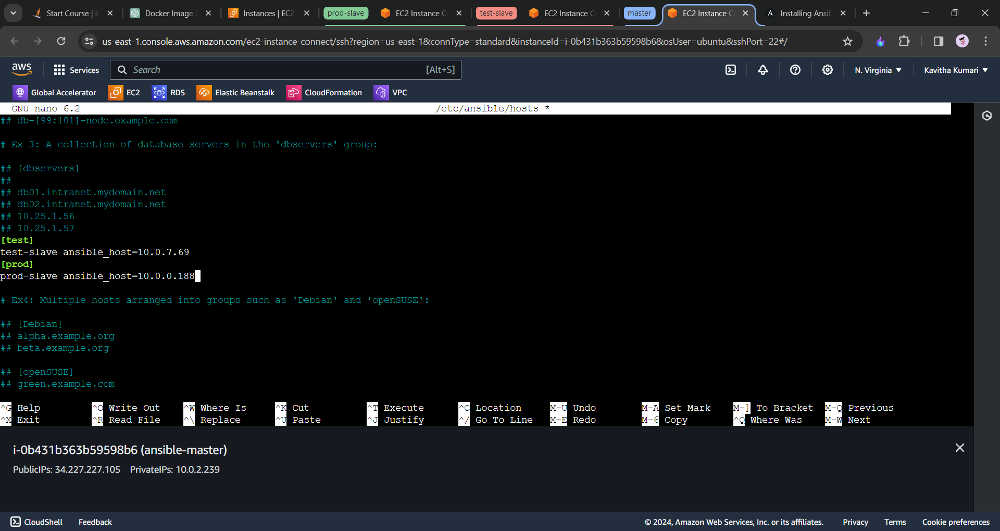 Start Course | I
Docker Image
Instances | EC2
prod-slave
EC2 Instance C
test-slave
EC2 Instance C
master
EC2 Instance C
Installing Ansib
us-east-1.console.aws.amazon.com/ec2-instance-connect/ssh?region=us-east-1&connType=standard&instanceId=i-0b431b363b59598b6&osUser=ubuntu&sshPort=22#/
aws
Services
Search
[Alt+S]
N. Virginia
Kavitha Kumari
Global Accelerator
EC2
RDS
Elastic Beanstalk
CloudFormation
VPC
GNU nano 6.2 /etc/ansible/hosts *
## db-[99:101]-node.example.com
# Ex 3: A collection of database servers in the 'dbservers' group:
## [dbservers]
##
## db01.intranet.mydomain.net
## db02.intranet.mydomain.net
## 10.25.1.56
## 10.25.1.57
[test]
test-slave ansible_host=10.0.7.69
[prod]
prod-slave ansible_host=10.0.0.188
# Ex4: Multiple hosts arranged into groups such as 'Debian' and 'openSUSE':
## [Debian]
## alpha.example.org
## beta.example.org
## [openSUSE]
## green.example.com
^G Help ^O Write Out ^W Where Is ^K Cut ^T Execute ^C Location M-U Undo M-A Set Mark M-] To Bracket M-Q Previous
^X Exit ^R Read File ^\ Replace ^U Paste ^J Justify ^/ Go To Line M-E Redo M-6 Copy ^Q Where Was M-W Next
i-0b431b363b59598b6 (ansible-master)
PublicIPs: 34.227.227.105 PrivateIPs: 10.0.2.239
CloudShell
Feedback
© 2024, Amazon Web Services, Inc. or its affiliates.
Privacy
Terms
Cookie preferences